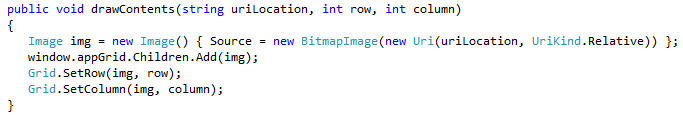 public void drawContents(string uriLocation, int row, int column)
{
    Image img = new Image() { Source = new BitmapImage(new Uri(uriLocation, UriKind.Relative)) };
    window.appGrid.Children.Add(img);
    Grid.SetRow(img, row);
    Grid.SetColumn(img, column);
}